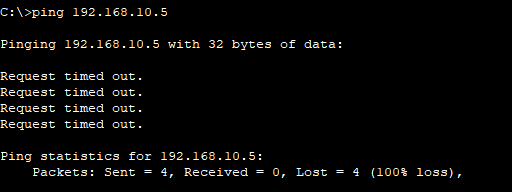 C:\>ping 192.168.10.5
Pinging 192.168.10.5 with 32 bytes of data:
Request timed out.
Request timed out.
Request timed out.
Request timed out.
Ping statistics for 192.168.10.5:
    Packets: Sent = 4, Received = 0, Lost = 4 (100% loss),